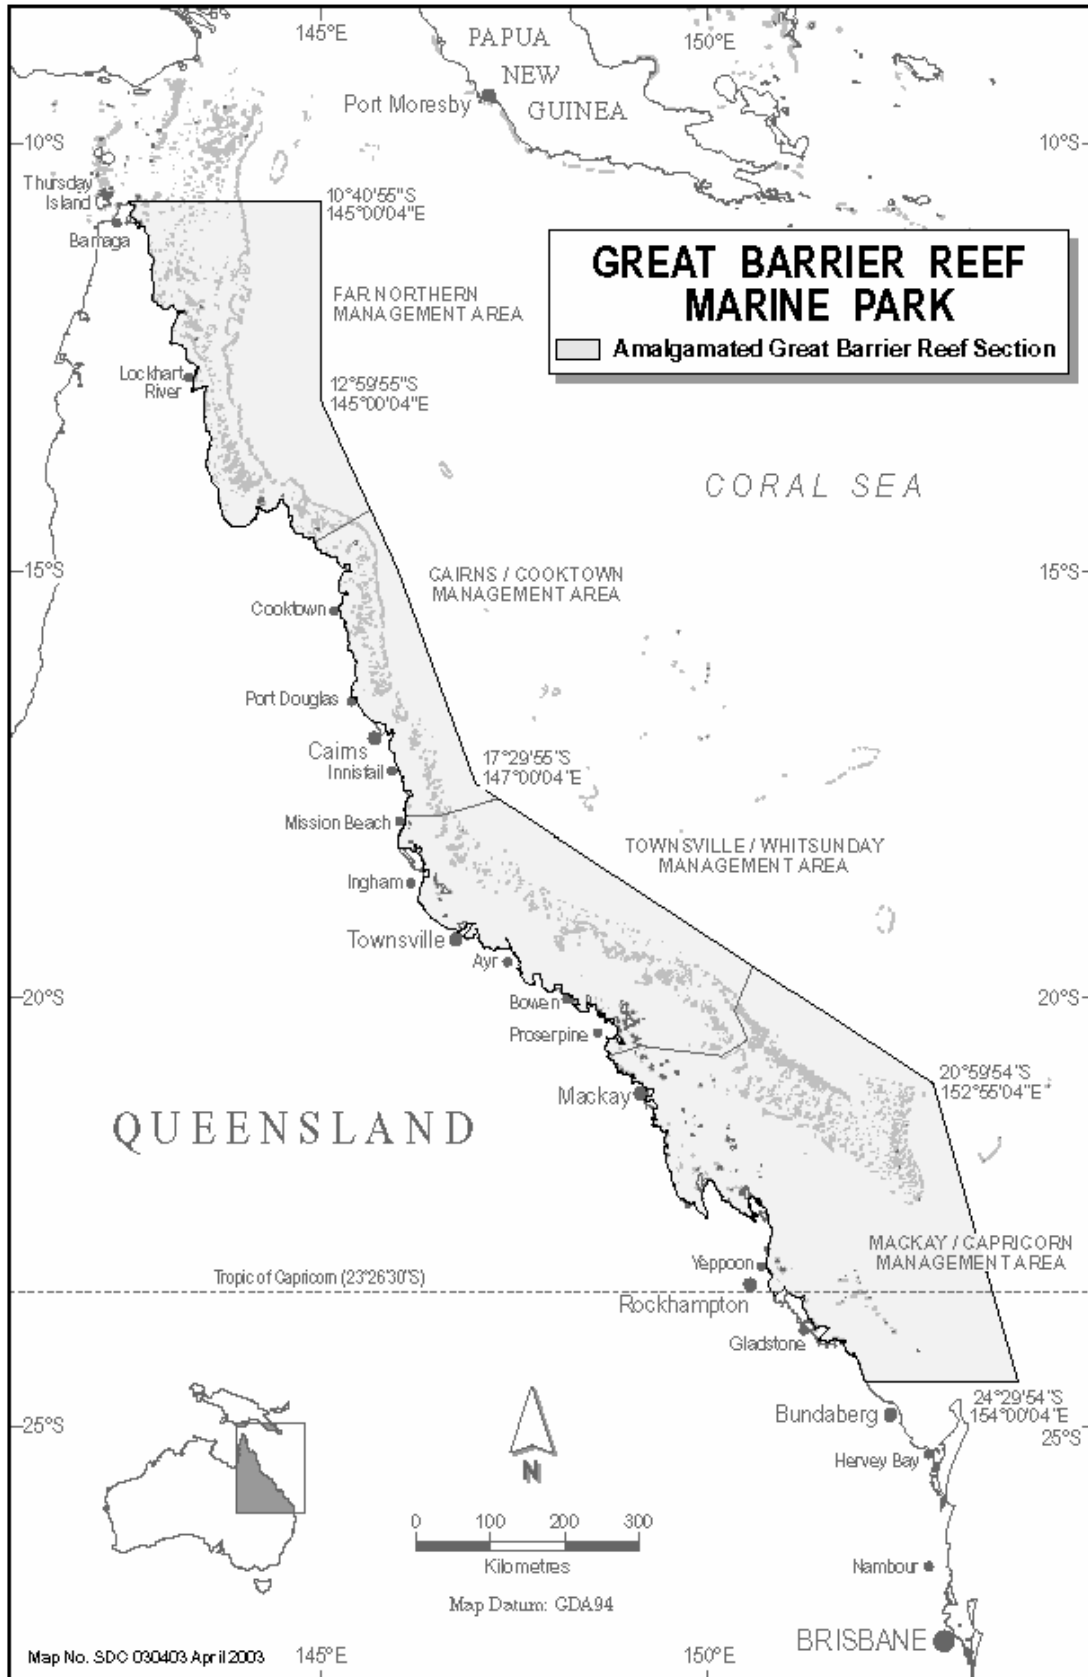 145°E
150°E
PAPUA
NEW
GUINEA
Port Moresby
10°S
10°S
Thursday
Island
Bamaga
10°40'55"S
145°00'04"E
GREAT BARRIER REEF
MARINE PARK
Amalgamated Great Barrier Reef Section
FAR NORTHERN
MANAGEMENT AREA
Lockhart
River
12°59'55"S
145°00'04"E
CORAL SEA
15°S
15°S
CAIRNS / COOKTOWN
MANAGEMENT AREA
Cooktown
Port Douglas
Cairns
Innisfail
17°29'55"S
147°00'04"E
Mission Beach
TOWNSVILLE / WHITSUNDAY
MANAGEMENT AREA
Ingham
Townsville
Ayr
20°S
20°S
Bowen
Proserpine
Mackay
20°59'54"S
152°55'04"E
QUEENSLAND
MACKAY / CAPRICORN
MANAGEMENT AREA
Yeppoon
Tropic of Capricorn (23°26'30"S)
Rockhampton
Gladstone
24°29'54"S
154°00'04"E
Bundaberg
25°S
25°S
Hervey Bay
N
0 100 200 300
Kilometres
Map Datum: GDA94
Nambour
BRISBANE
Map No. SDC 030403 April 2003
145°E
150°E